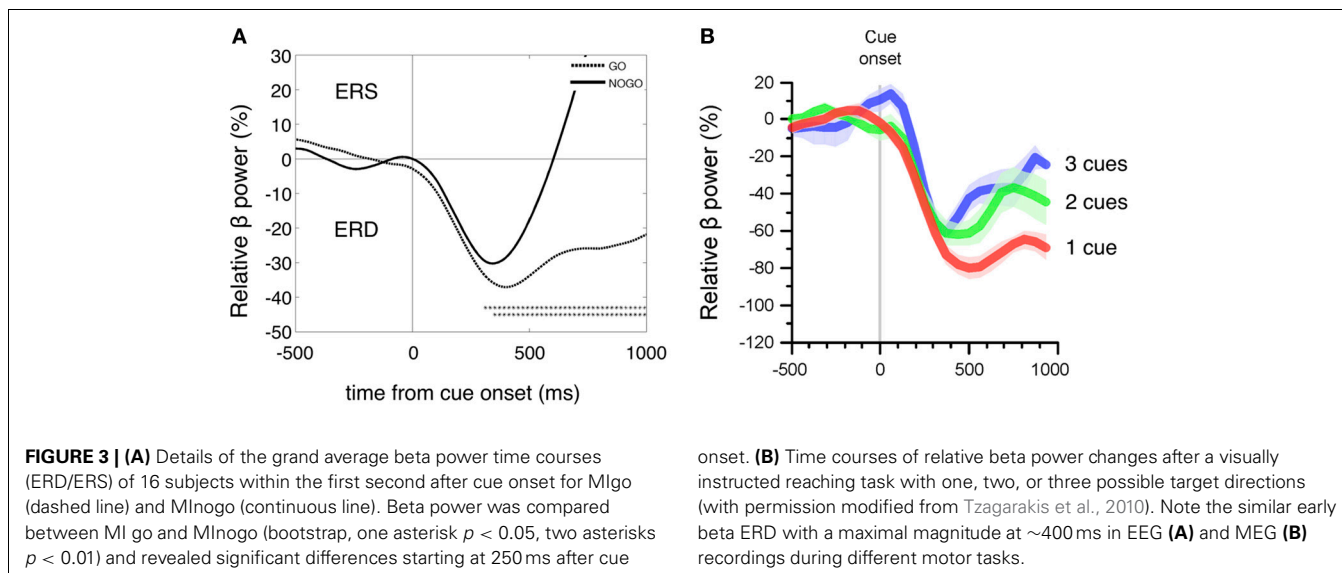 A
30
20
10
0
-10
-20
-30
-40
-50
Relative β power (%)
ERS
ERD
GO
NOGO
-500
0
500
1000
time from cue onset (ms)
B
Cue
onset
20
0
-20
-40
-60
-80
-100
-120
Relative β power (%)
3 cues
2 cues
1 cue
-500
0
500
1000
FIGURE 3 | (A) Details of the grand average beta power time courses
(ERD/ERS) of 16 subjects within the first second after cue onset for MIgo
(dashed line) and MInogo (continuous line). Beta power was compared
between MI go and MInogo (bootstrap, one asterisk p < 0.05, two asterisks
p < 0.01) and revealed significant differences starting at 250 ms after cue
onset. (B) Time courses of relative beta power changes after a visually
instructed reaching task with one, two, or three possible target directions
(with permission modified from Tzagarakis et al., 2010). Note the similar early
beta ERD with a maximal magnitude at ~400 ms in EEG (A) and MEG (B)
recordings during different motor tasks.